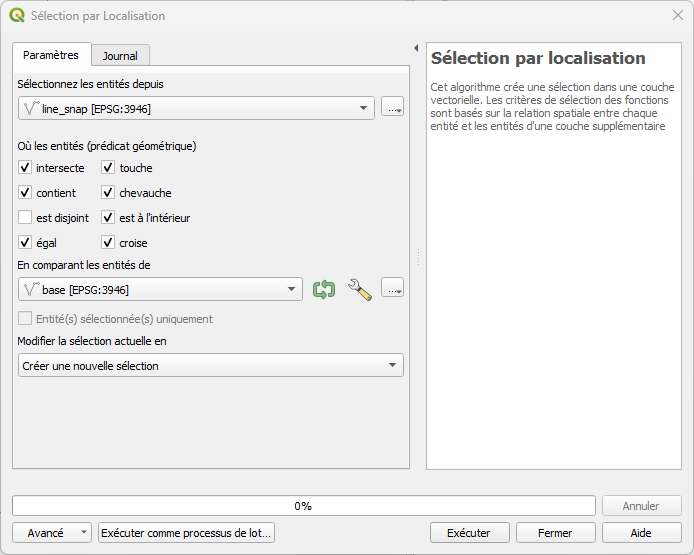 Sélection par Localisation
Paramètres
Journal
Sélectionnez les entités depuis
line_snap [EPSG:3946]
...
Où les entités (prédicat géométrique)
intersecte
touche
contient
chevauche
est disjoint
est à l'intérieur
égal
croise
En comparant les entités de
base [EPSG:3946]
...
Entité(s) sélectionnée(s) uniquement
Modifier la sélection actuelle en
Créer une nouvelle sélection
Sélection par localisation
Cet algorithme crée une sélection dans une couche
vectorielle. Les critères de sélection des fonctions
sont basés sur la relation spatiale entre chaque
entité et les entités d'une couche supplémentaire
0%
Annuler
Avancé
Exécuter comme processus de lot...
Exécuter
Fermer
Aide